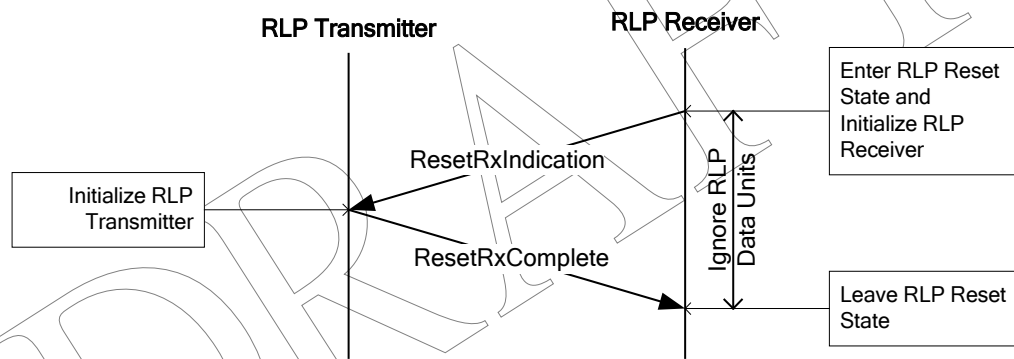 RLP Transmitter
RLP Receiver
Enter RLP Reset
State and
Initialize RLP
Receiver
ResetRxIndication
Initialize RLP
Transmitter
Ignore RLP
Data Units
ResetRxComplete
Leave RLP Reset
State
DRAFT